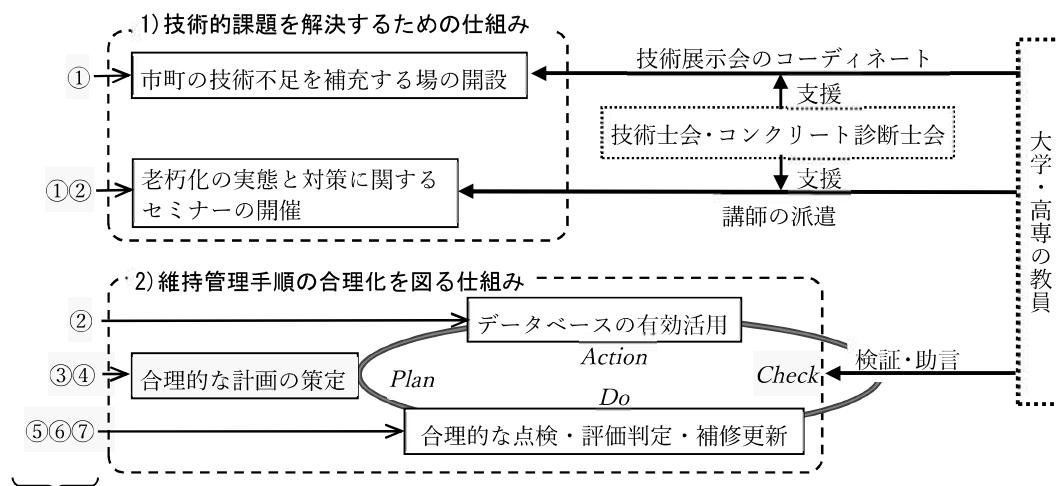 1)技術的課題を解決するための仕組み
① 市町の技術不足を補充する場の開設
技術展示会のコーディネート
支援
技術士会・コンクリート診断士会
支援
①② 老朽化の実態と対策に関する
セミナーの開催
講師の派遣
大学・高専の教員
2)維持管理手順の合理化を図る仕組み
② データベースの有効活用
Action
検証・助言
Check
③④ 合理的な計画の策定
Plan
Do
⑤⑥⑦ 合理的な点検・評価判定・補修更新